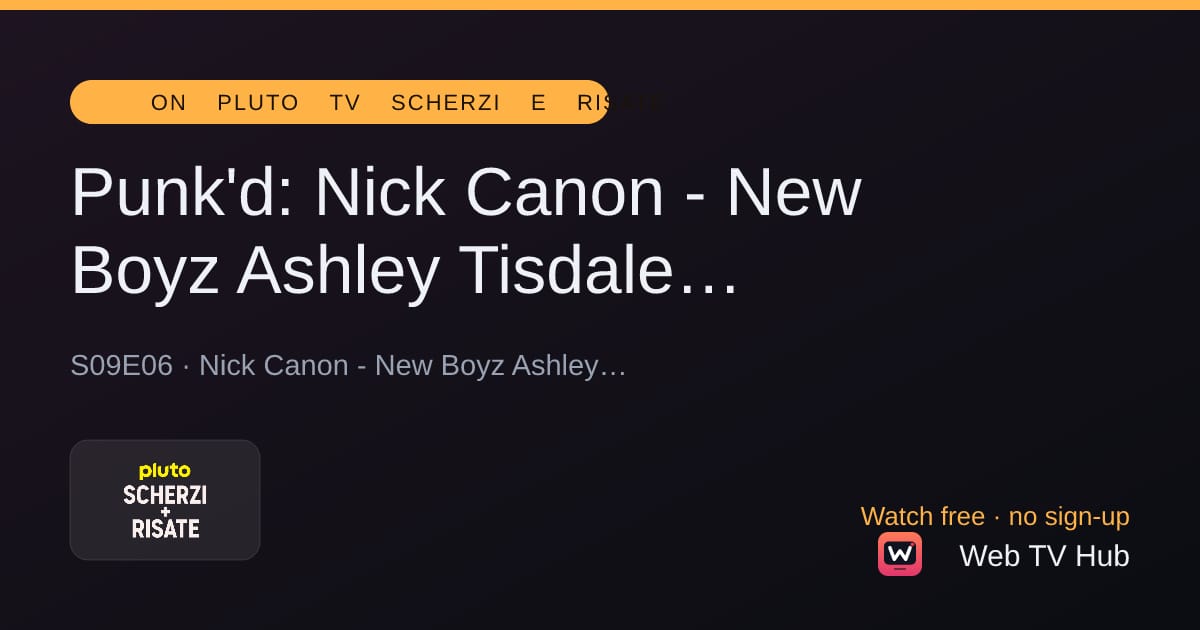 ON PLUTO TV SCHERZI E RISATE
Punk'd: Nick Canon - New
Boyz Ashley Tisdale…
S09E06 · Nick Canon - New Boyz Ashley…
pluto
SCHERZI
+
RISATE
Watch free · no sign-up
W
Web TV Hub